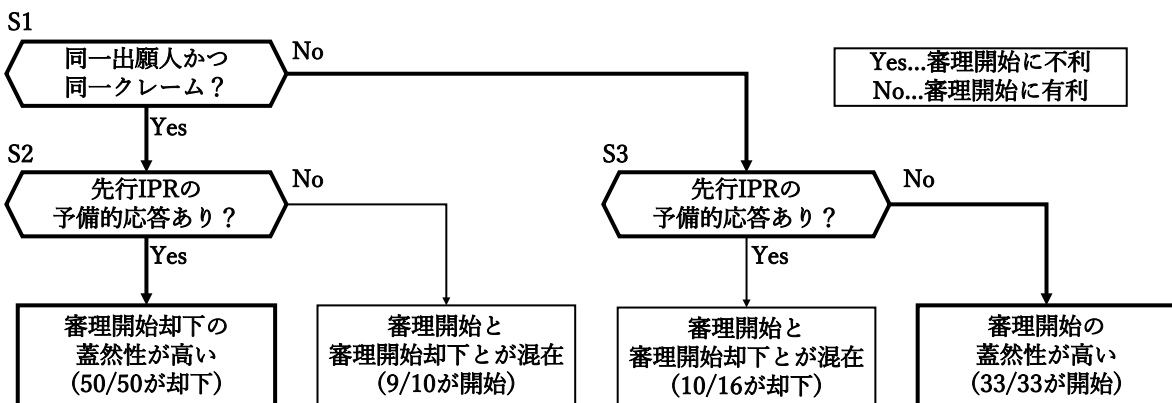 S1
同一出願人かつ
同一クレーム？
No
Yes
Yes…審理開始に不利
No…審理開始に有利
S2
先行IPRの
予備的応答あり？
No
Yes
S3
先行IPRの
予備的応答あり？
No
Yes
審理開始却下の
蓋然性が高い
（50/50が却下）
審理開始と
審理開始却下とが混在
（9/10が開始）
審理開始と
審理開始却下とが混在
（10/16が却下）
審理開始の
蓋然性が高い
（33/33が開始）